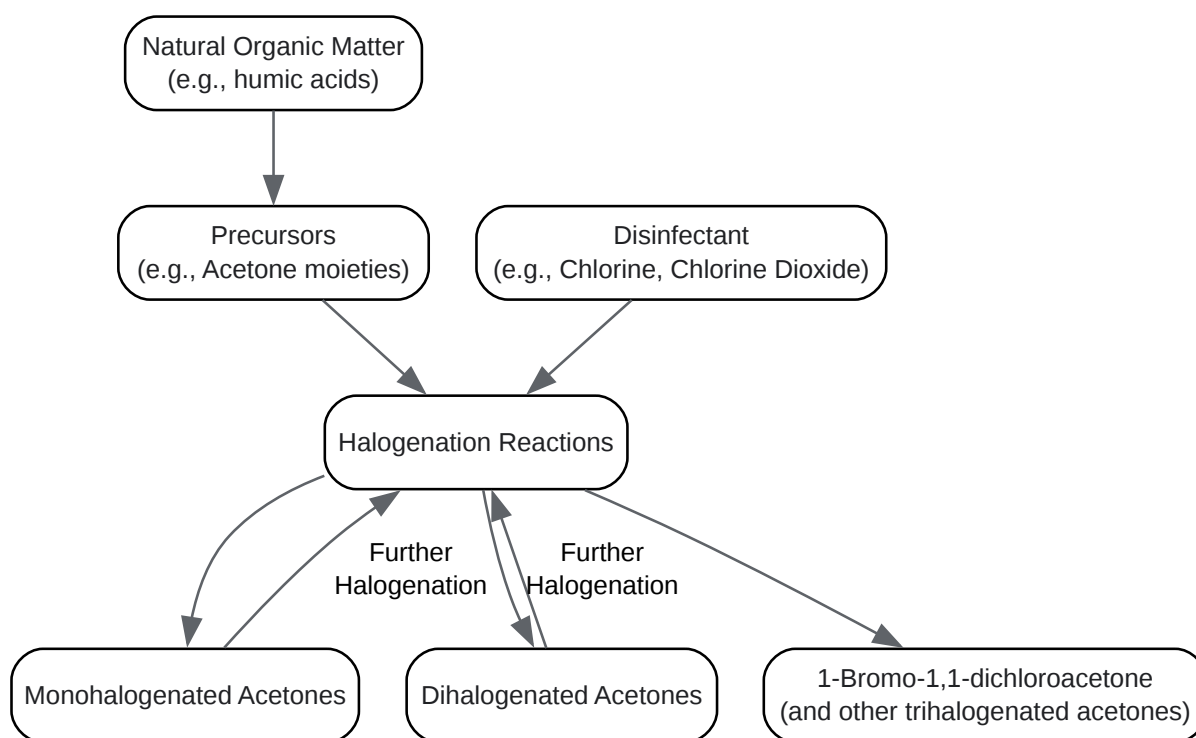 Natural Organic Matter
(e.g., humic acids)
Precursors
(e.g., Acetone moieties)
Disinfectant
(e.g., Chlorine, Chlorine Dioxide)
Halogenation Reactions
Further
Halogenation
Further
Halogenation
Monohalogenated Acetones
Dihalogenated Acetones
1-Bromo-1,1-dichloroacetone
(and other trihalogenated acetones)